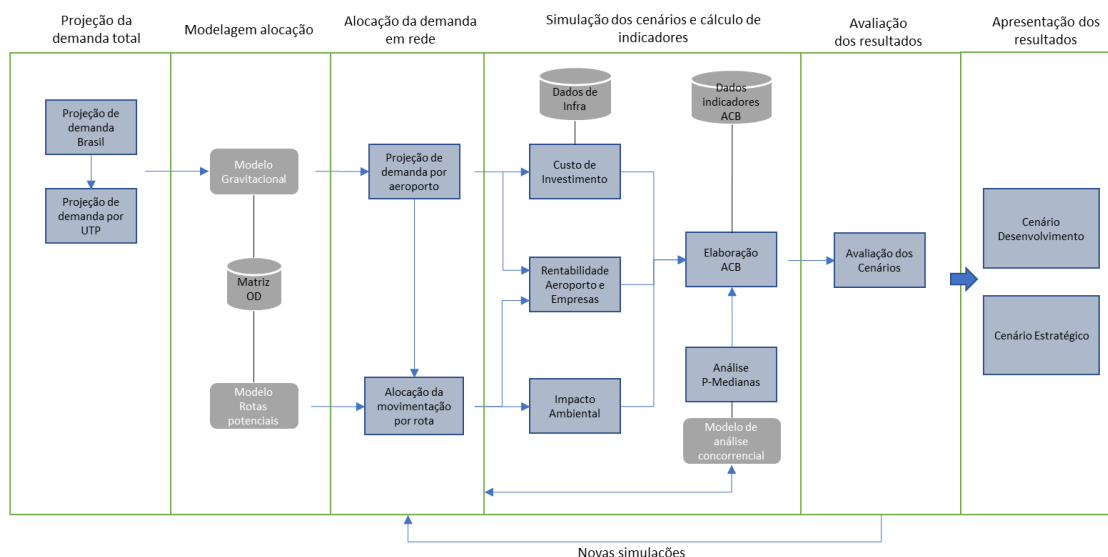 Projeção da
demanda total
Modelagem alocação
Alocação da demanda
em rede
Simulação dos cenários e cálculo de
indicadores
Avaliação
dos resultados
Apresentação dos
resultados
Projeção de
demanda
Brasil
Projeção de
demanda por
UTP
Modelo
Gravitacional
Matriz
OD
Modelo
Rotas
potenciais
Projeção de
demanda por
aeroporto
Alocação da
movimentação
por rota
Dados de
Infra
Custo de
Investimento
Rentabilidade
Aeroporto e
Empresas
Impacto
Ambiental
Dados
indicadores
ACB
Elaboração
ACB
Análise
P-Medianas
Modelo de
análise
concorrencial
Avaliação dos
Cenários
Cenário
Desenvolvimento
Cenário Estratégico
Novas simulações